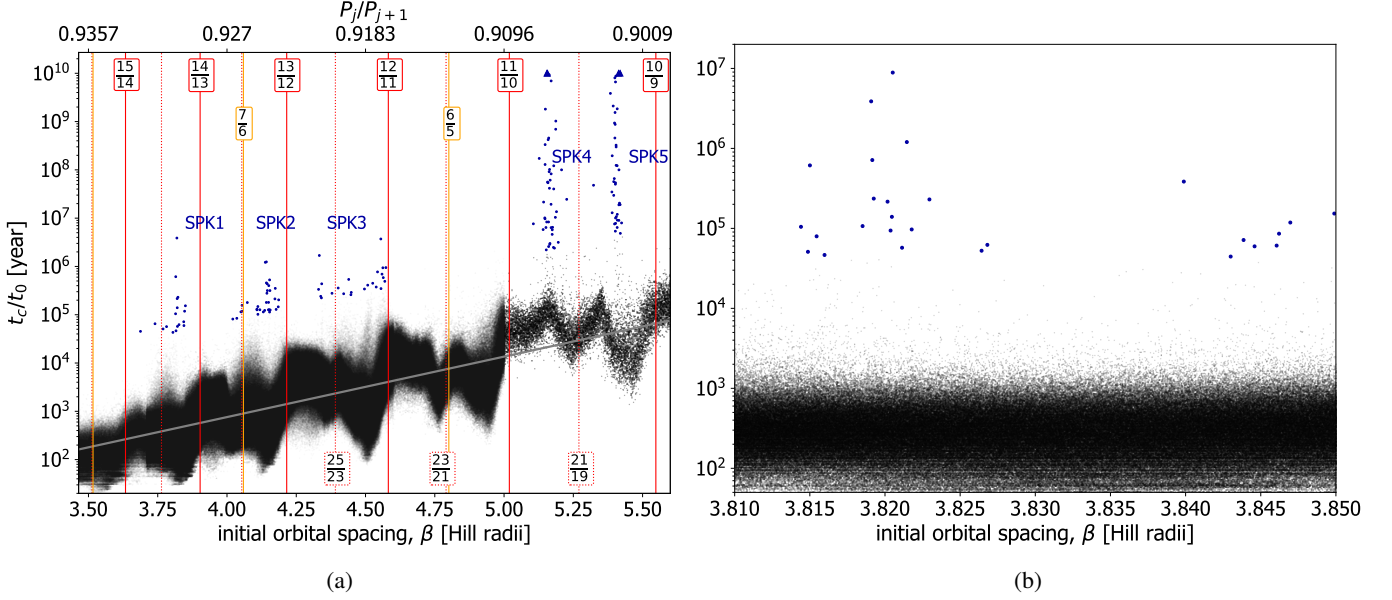 P_j/P_{j+1}
0.9357 0.927 0.9183 0.9096 0.9009
15/14 14/13 13/12 12/11 11/10 10/9
7/6 6/5
SPK1 SPK2 SPK3 SPK4 SPK5
25/23 23/21 21/19
10^10
10^9
10^8
10^7
10^6
10^5
10^4
10^3
10^2
t_c/t_0 [year]
3.50 3.75 4.00 4.25 4.50 4.75 5.00 5.25 5.50
initial orbital spacing, β [Hill radii]
(a)
10^7
10^6
10^5
10^4
10^3
10^2
3.810 3.815 3.820 3.825 3.830 3.835 3.840 3.845 3.850
initial orbital spacing, β [Hill radii]
(b)